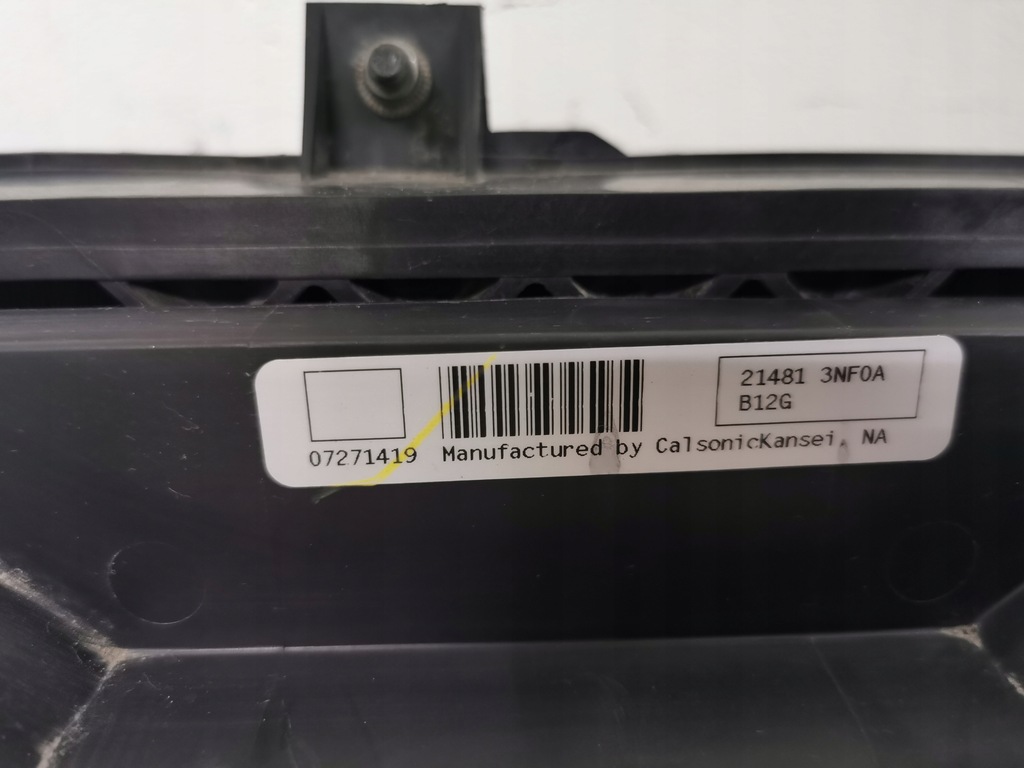 21481 3NF0A
B12G
07271419 Manufactured by CalsonicKansei, NA